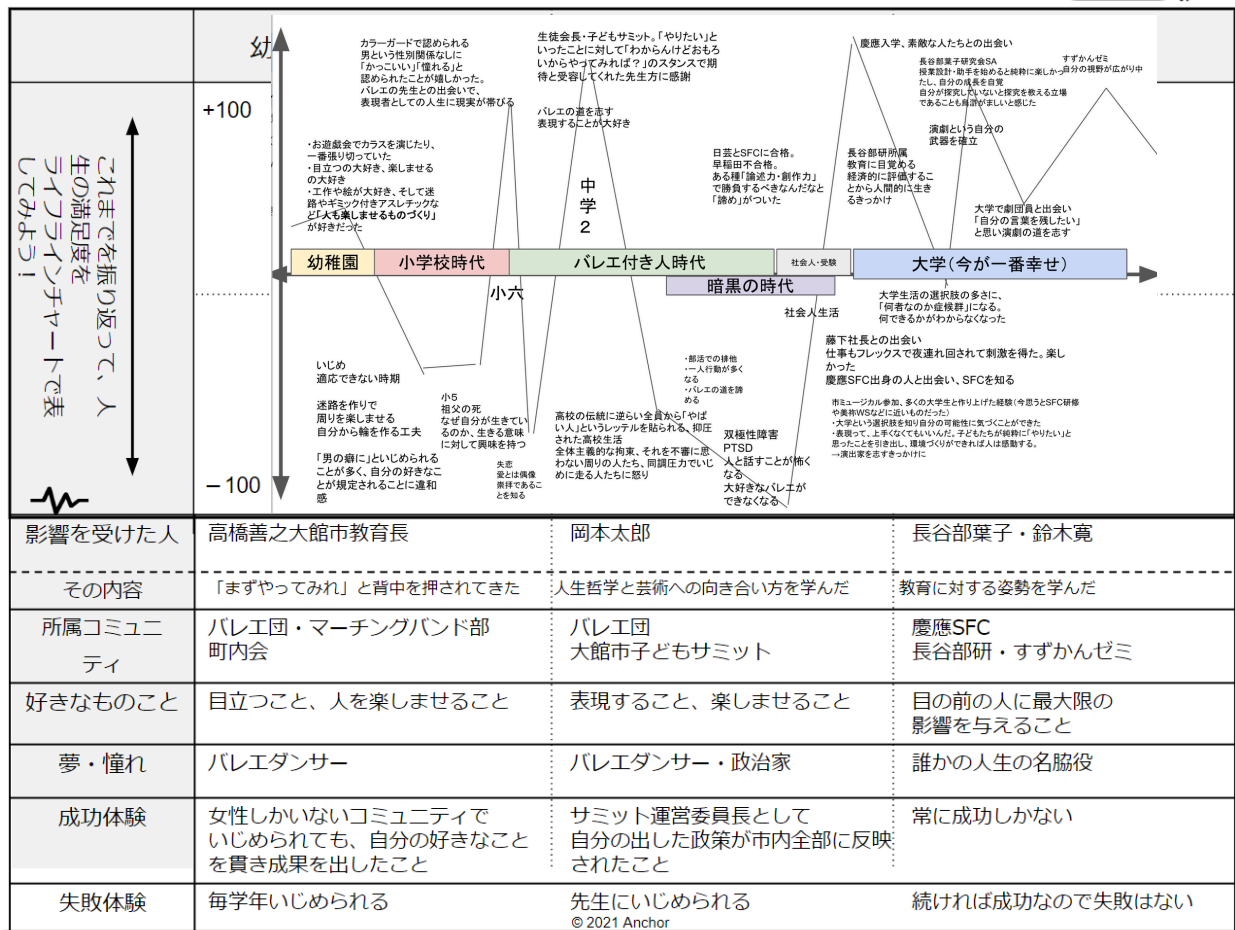 幼
+100
これまでを振り返って、人
生の満足度を
ライフラインチャートで表
してみよう！
－100
カラーガードで認められる
男という性別関係なしに
「かっこいい」「憧れる」と
認められたことが嬉しかった。
バレエの先生との出会いで、
表現者としての人生に現実が帯びる
生徒会長・子どもサミット。「やりたい」と
いったことに対して「わからんけどおもろ
いからやってみれば？」のスタンスで期
待と受容してくれた先生方に感謝
バレエの道を志す
表現することが大好き
慶應入学、素敵な人たちとの出会い
長谷部葉子研究会SA
授業設計・助手を始めると純粋に楽しかっ
たし、自分の成長を自覚
自分が探究していないと探究を教える立場
であることも烏滸がましいと感じた
すずかんゼミ
自分の視野が広がり中
演劇という自分の
武器を確立
・お遊戯会でカラスを演じたり、
一番張り切っていた
・目立つの大好き、楽しませる
の大好き
・工作や絵が大好き、そして迷
路やギミック付きアスレチックな
ど「人も楽しませるものづくり」
が好きだった
中
学
2
日芸とSFCに合格。
早稲田不合格。
ある種「論述力・創作力」
で勝負するべきなんだなと
「諦め」がついた
長谷部研所属
教育に目覚める
経済的に評価するこ
とから人間的に生き
るきっかけ
大学で劇団員と出会い
「自分の言葉を残したい」
と思い演劇の道を志す
幼稚園
小学校時代
バレエ付き人時代
社会人・受験
大学（今が一番幸せ）
暗黒の時代
小六
社会人生活
大学生活の選択肢の多さに、
「何者なのか症候群」になる。
何できるかがわからなくなった
いじめ
適応できない時期
迷路を作りで
周りを楽しませる
自分から輪を作る工夫
「男の癖に」といじめられる
ことが多く、自分の好きなこ
とが規定されることに違和
感
小5
祖父の死
なぜ自分が生きてい
るのか、生きる意味
に対して興味を持つ
失恋
愛とは偶像
崇拝であるこ
とを知る
・部活での排他
・一人行動が多く
なる
・バレエの道を諦
める
高校の伝統に逆らい全員から「やば
い人」というレッテルを貼られ、抑圧
された高校生活
全体主義的な拘束、それを不審に思
わない周りの人たち、同調圧力でいじ
めに走る人たちに怒り
双極性障害
PTSD
人と話すことが怖く
なる
大好きなバレエが
できなくなる
藤下社長との出会い
仕事もフレックスで夜連れ回されて刺激を得た。楽し
かった
慶應SFC出身の人と出会い、SFCを知る
市ミュージカル参加、多くの大学生と作り上げた経験（今思うとSFC研修
や美祢WSなどに近いものだった）
・大学という選択肢を知り自分の可能性に気づくことができた
・表現って、上手くなくてもいいんだ。子どもたちが純粋に「やりたい」と
思ったことを引き出し、環境づくりができれば人は感動する。
→演出家を志すきっかけに
影響を受けた人
高橋善之大館市教育長
岡本太郎
長谷部葉子・鈴木寛
その内容
「まずやってみれ」と背中を押されてきた
人生哲学と芸術への向き合い方を学んだ
教育に対する姿勢を学んだ
所属コミュニ
ティ
バレエ団・マーチングバンド部
町内会
バレエ団
大館市子どもサミット
慶應SFC
長谷部研・すずかんゼミ
好きなものこと
目立つこと、人を楽しませること
表現すること、楽しませること
目の前の人に最大限の
影響を与えること
夢・憧れ
バレエダンサー
バレエダンサー・政治家
誰かの人生の名脇役
成功体験
女性しかいないコミュニティで
いじめられても、自分の好きなこと
を貫き成果を出したこと
サミット運営委員長として
自分の出した政策が市内全部に反映
されたこと
常に成功しかない
失敗体験
毎学年いじめられる
先生にいじめられる
続ければ成功なので失敗はない
© 2021 Anchor